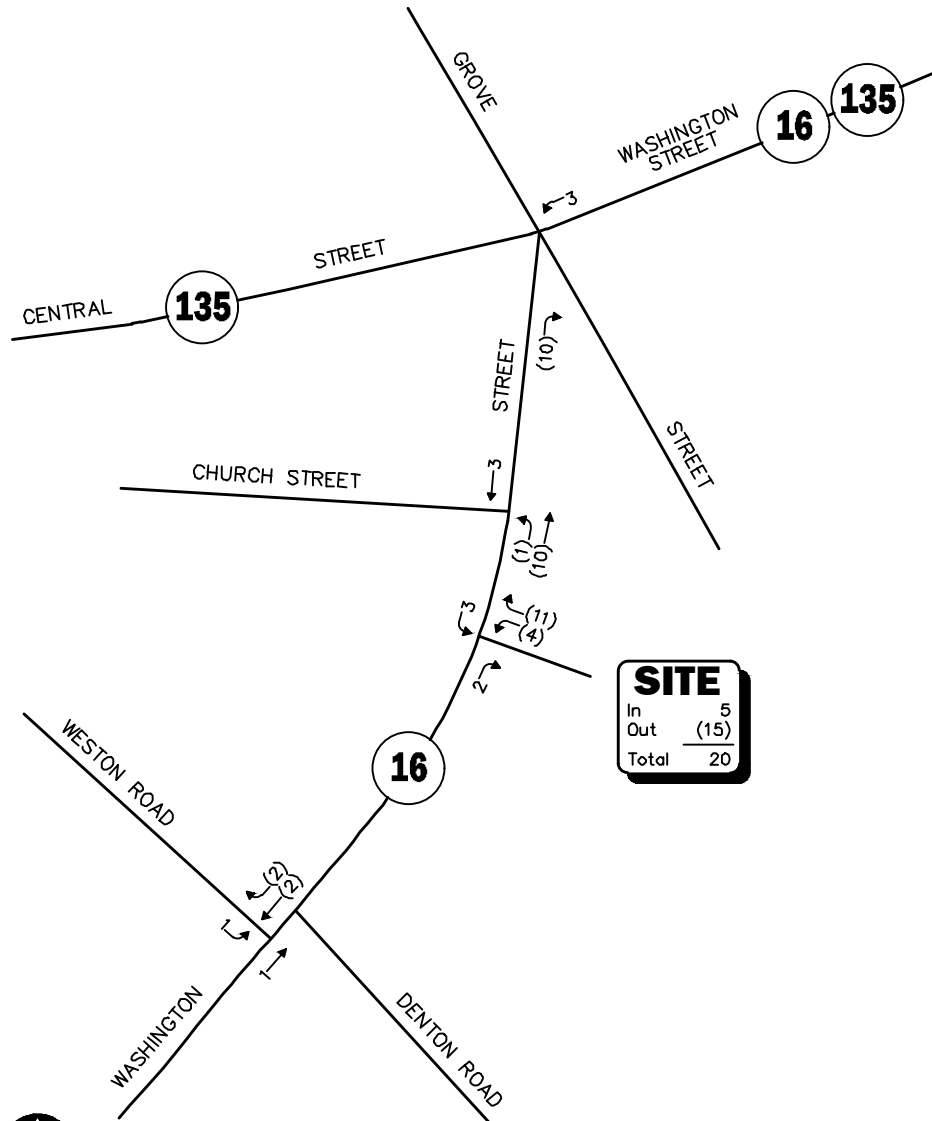 GROVE
WASHINGTON
STREET
16
135
3
STREET
CENTRAL
135
(10)
STREET
STREET
3
CHURCH STREET
(1)
(10)
3
(11)
(4)
2
SITE
In 5
Out (15)
Total 20
16
WESTON ROAD
(2)
(2)
1
1
WASHINGTON
DENTON ROAD